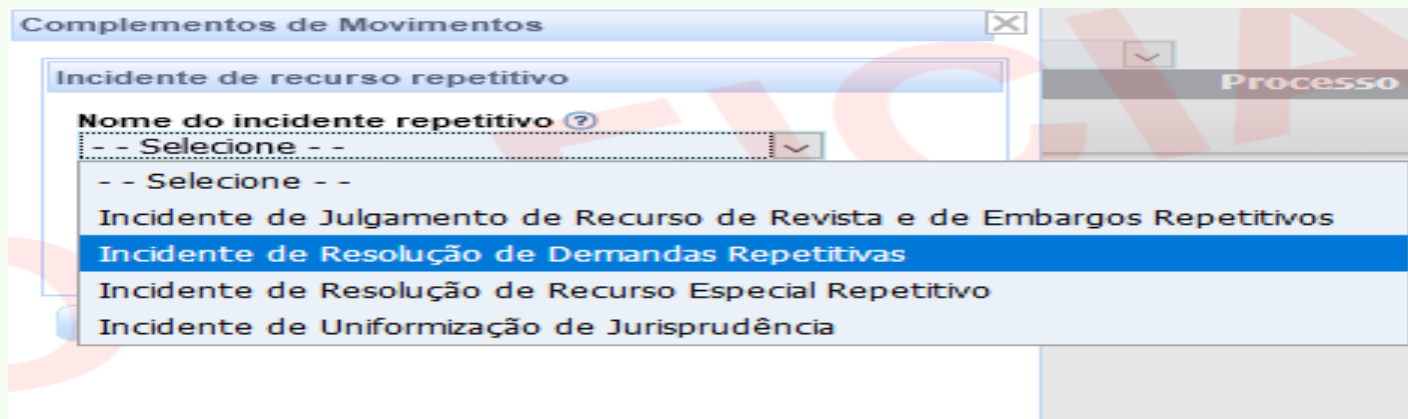 Complementos de Movimentos
Processo
Incidente de recurso repetitivo
Nome do incidente repetitivo ?
- - Selecione - -
- - Selecione - -
Incidente de Julgamento de Recurso de Revista e de Embargos Repetitivos
Incidente de Resolução de Demandas Repetitivas
Incidente de Resolução de Recurso Especial Repetitivo
Incidente de Uniformização de Jurisprudência